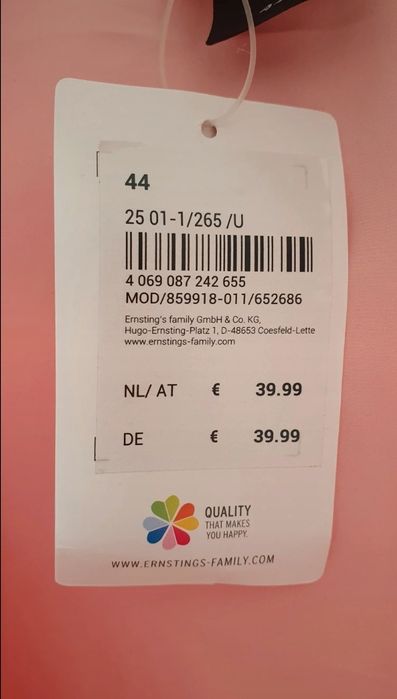 44
25 01-1/265 /U
4 069 087 242 655
MOD/859918-011/652686
Ernsting's family GmbH & Co. KG,
Hugo-Ernsting-Platz 1, D-48653 Coesfeld-Lette
www.ernstings-family.com
NL/ AT € 39.99
DE € 39.99
QUALITY
THAT MAKES
YOU HAPPY.
WWW.ERNSTINGS-FAMILY.COM